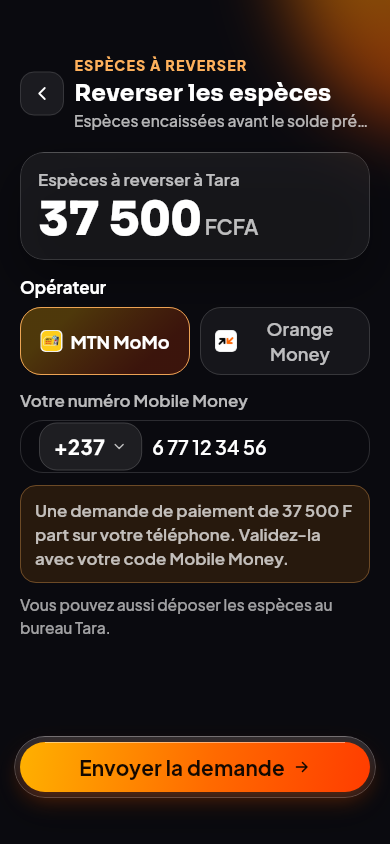 ESPÈCES À REVERSER
Reverser les espèces
Espèces encaissées avant le solde pré…
Espèces à reverser à Tara
37 500 FCFA
Opérateur
MTN MoMo
Orange
Money
Votre numéro Mobile Money
+237 6 77 12 34 56
Une demande de paiement de 37 500 F
part sur votre téléphone. Validez-la
avec votre code Mobile Money.
Vous pouvez aussi déposer les espèces au
bureau Tara.
Envoyer la demande →